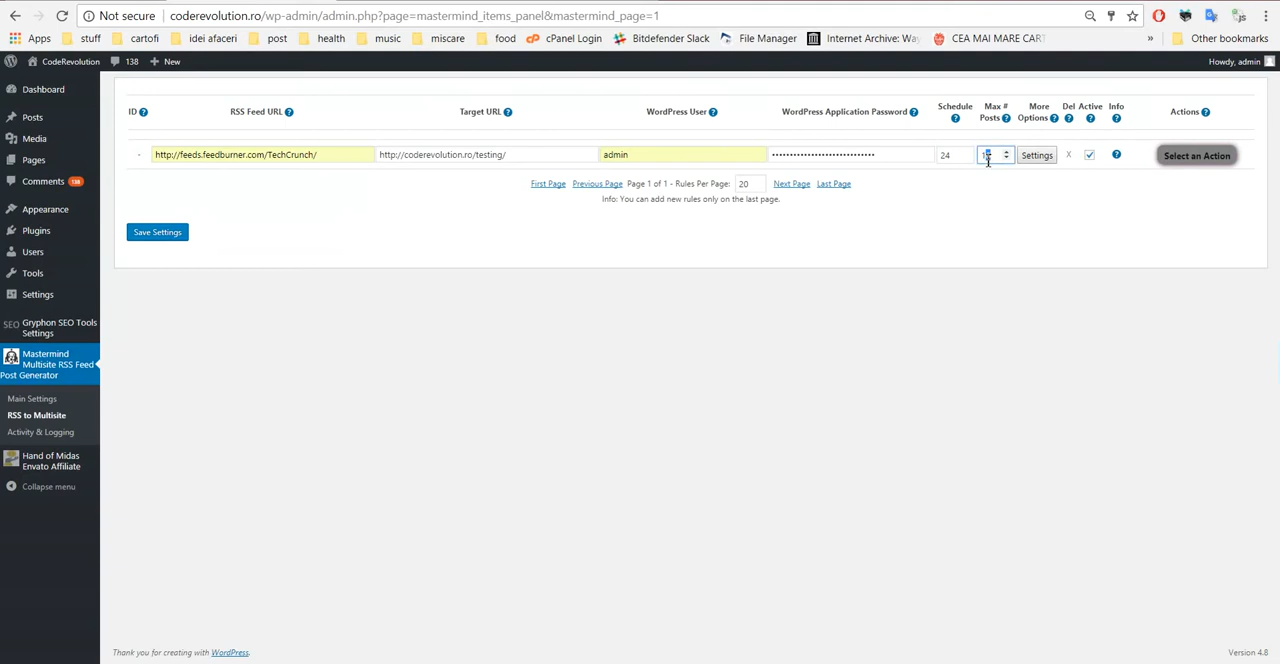 Not secure
coderevolution.ro/wp-admin/admin.php?page=mastermind_items_panel&mastermind_page=1
Apps
stuff
cartofi
idei afaceri
post
health
music
miscare
food
cPanel Login
Bitdefender Slack
File Manager
Internet Archive: Wa
CEA MAI MARE CAR
»
Other bookmarks
CodeRevolution
138
New
Howdy, admin
Dashboard
Posts
Media
Pages
Comments 138
Appearance
Plugins
Users
Tools
Settings
SEO Gryphon SEO Tools
Settings
Mastermind
Multisite RSS Feed
Post Generator
Main Settings
RSS to Multisite
Activity & Logging
Hand of Midas
Envato Affiliate
Collapse menu
ID
RSS Feed URL
Target URL
WordPress User
WordPress Application Password
Schedule
Max #
Posts
More
Options
Del
Active
Info
Actions
-
http://feeds.feedburner.com/TechCrunch/
http://coderevolution.ro/testing/
admin
24
Settings
X
Select an Action
First Page Previous Page Page 1 of 1 - Rules Per Page: 20 Next Page Last Page
Info: You can add new rules only on the last page.
Save Settings
Thank you for creating with WordPress.
Version 4.8